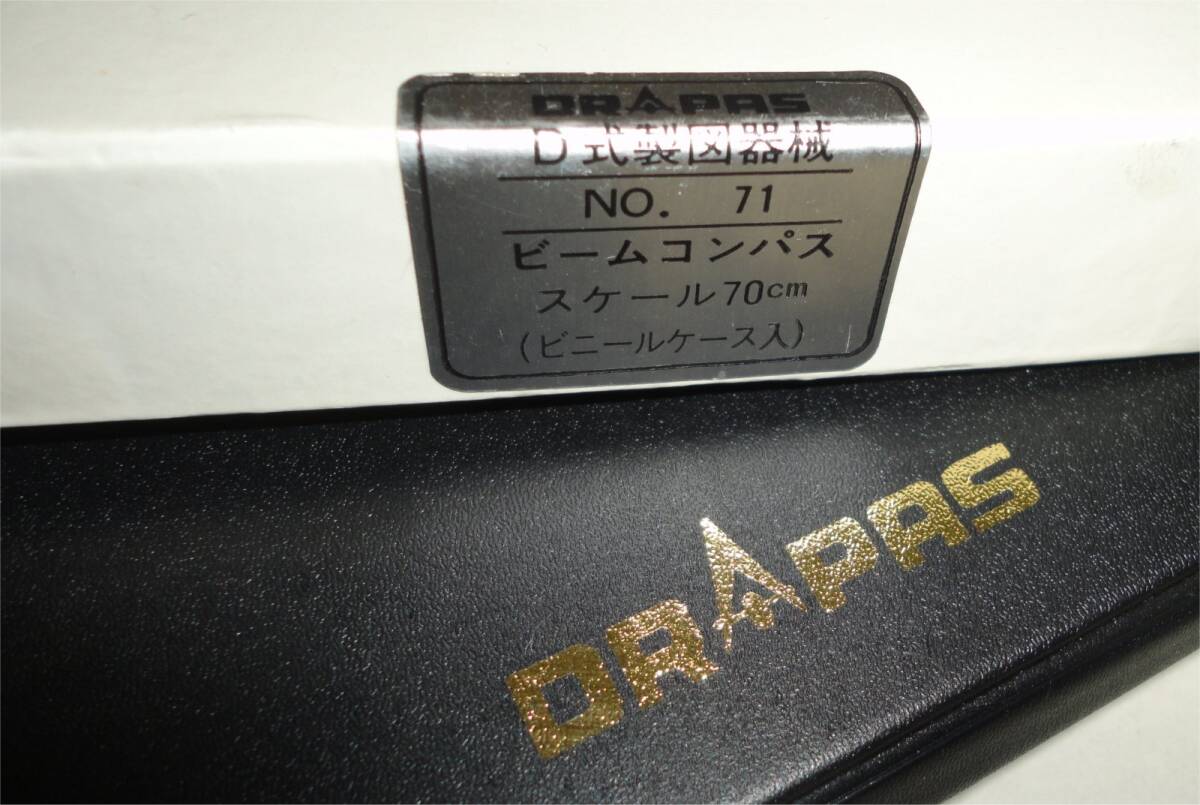 DRAPAS
D式製図器械
NO. 71
ビームコンパス
スケール70cm
(ビニールケース入)
DRAPAS